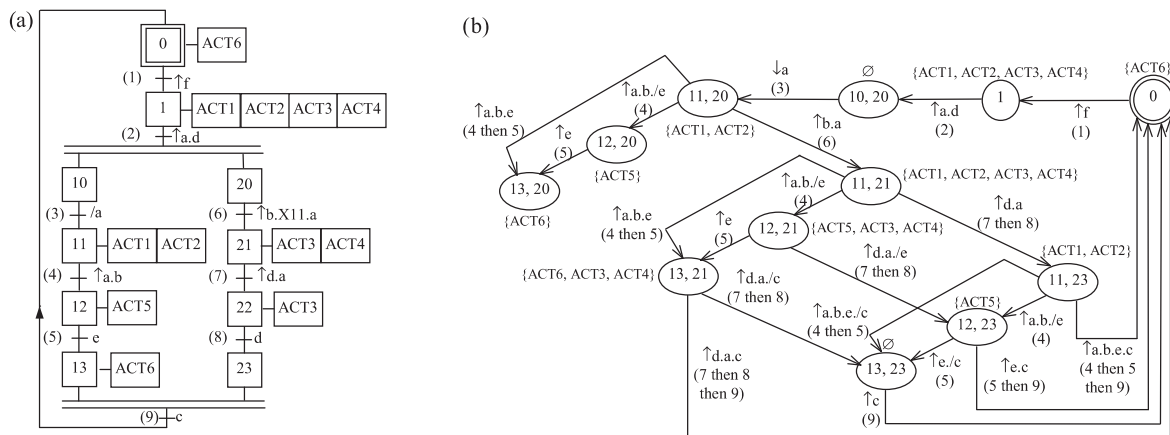 (a)
0
ACT6
(1)
↑f
1
ACT1 ACT2 ACT3 ACT4
(2)
↑a.d
10
20
(3)
/a
(6)
↑b.X11.a
11
ACT1 ACT2
21
ACT3 ACT4
(4)
↑a.b
(7)
↑d.a
12
ACT5
22
ACT3
(5)
e
(8)
d
13
ACT6
23
(9)
c
(b)
{ACT6}
{ACT1, ACT2, ACT3, ACT4}
∅
↓a
(3)
0
1
10, 20
11, 20
↑f
(1)
↑a.d
(2)
{ACT1, ACT2}
↑a.b./e
(4)
↑a.b.e
(4 then 5)
↑e
(5)
12, 20
{ACT5}
13, 20
{ACT6}
↑b.a
(6)
11, 21
{ACT1, ACT2, ACT3, ACT4}
↑a.b./e
(4)
↑a.b.e
(4 then 5)
↑e
(5)
12, 21
{ACT5, ACT3, ACT4}
↑d.a
(7 then 8)
{ACT1, ACT2}
11, 23
{ACT6, ACT3, ACT4}
13, 21
↑d.a./e
(7 then 8)
↑d.a./c
(7 then 8)
↑a.b.e./c
(4 then 5)
{ACT5}
12, 23
↑a.b./e
(4)
∅
13, 23
↑e./c
(5)
↑e.c
(5 then 9)
↑a.b.e.c
(4 then 5
then 9)
↑d.a.c
(7 then 8
then 9)
↑c
(9)